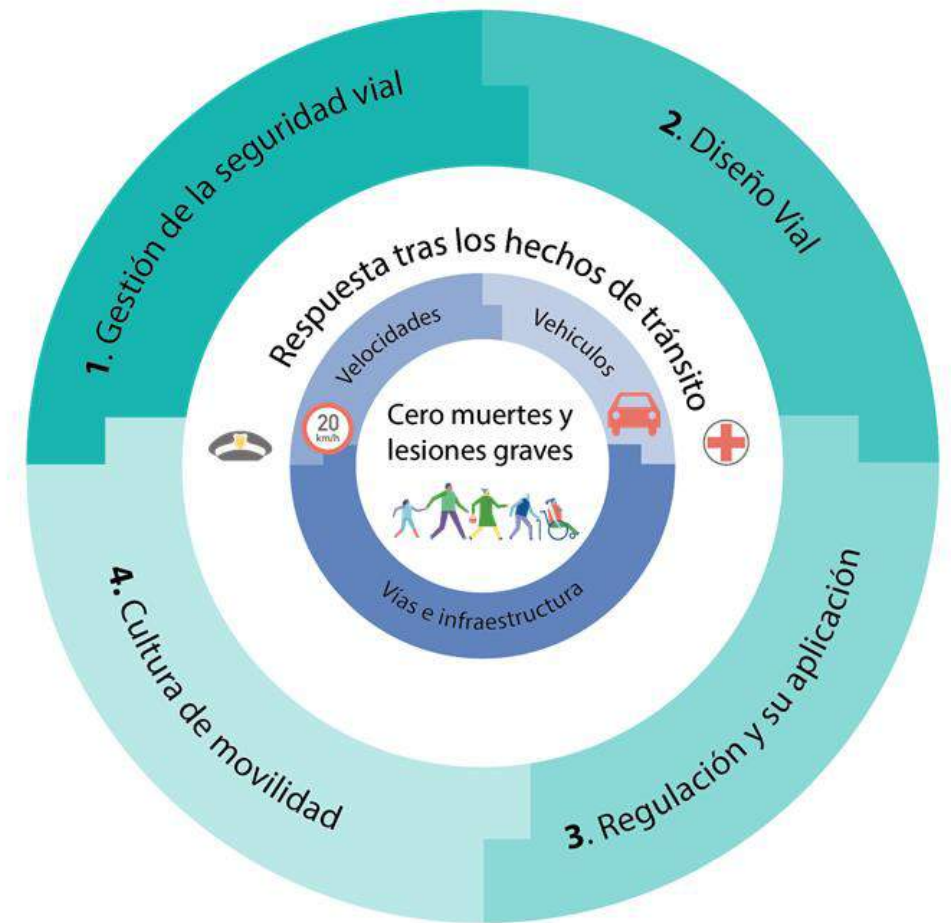 1. Gestión de la seguridad vial
2. Diseño Vial
Respuesta tras los hechos de tránsito
Velocidades
Vehiculos
20
km/h
Cero muertes y
lesiones graves
Vías e infraestructura
4. Cultura de movilidad
3. Regulación y su aplicación